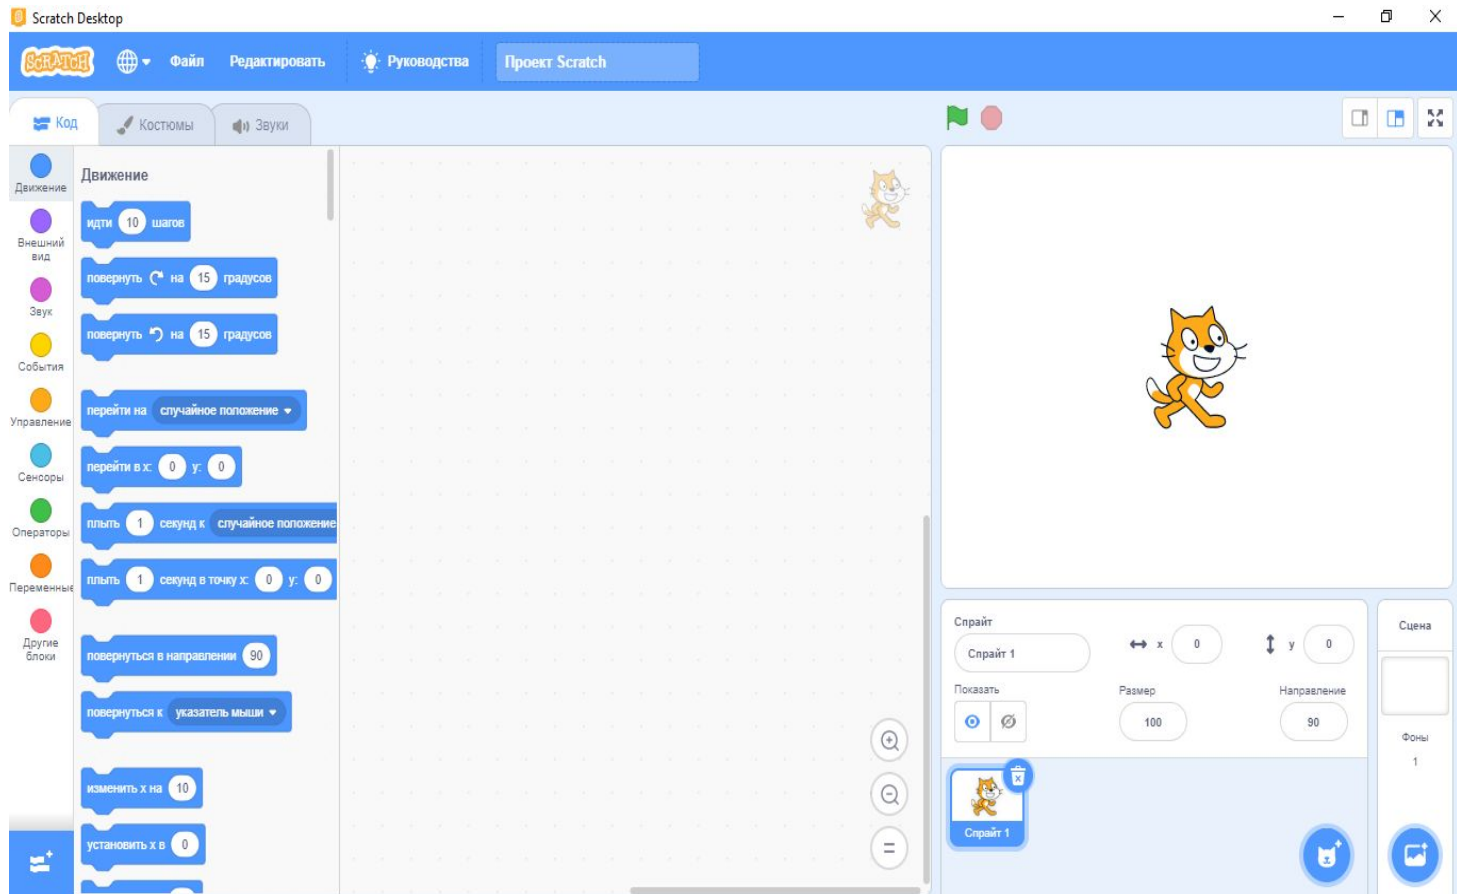 Scratch Desktop
SCRATCH
Файл Редактировать Руководства Проект Scratch
Код Костюмы Звуки
Движение
Внешний
вид
Звук
События
Управление
Сенсоры
Операторы
Переменные
Другие
блоки
Движение
идти 10 шагов
повернуть на 15 градусов
повернуть на 15 градусов
перейти на случайное положение
перейти в x: 0 y: 0
плыть 1 секунд к случайное положение
плыть 1 секунд в точку x: 0 y: 0
повернуться в направлении 90
повернуться к указатель мыши
изменить x на 10
установить x в 0
Спрайт
Спрайт 1 x 0 y 0
Показать Размер Направление
100 90
Спрайт 1
Сцена
Фоны
1